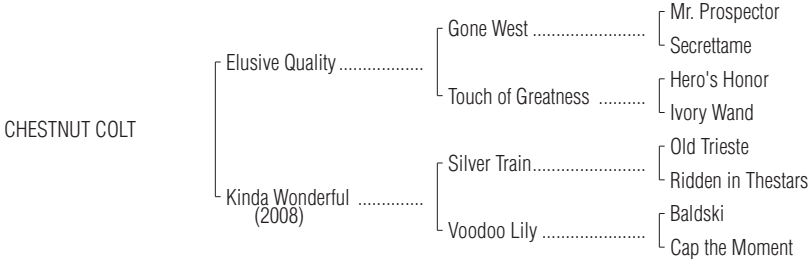 Mr. Prospector
Gone West ........................
Secrettame
Elusive Quality ..................
Hero's Honor
Touch of Greatness ..........
Ivory Wand
CHESTNUT COLT
Old Trieste
Silver Train........................
Ridden in Thestars
Kinda Wonderful ..............
(2008)
Baldski
Voodoo Lily ......................
Cap the Moment